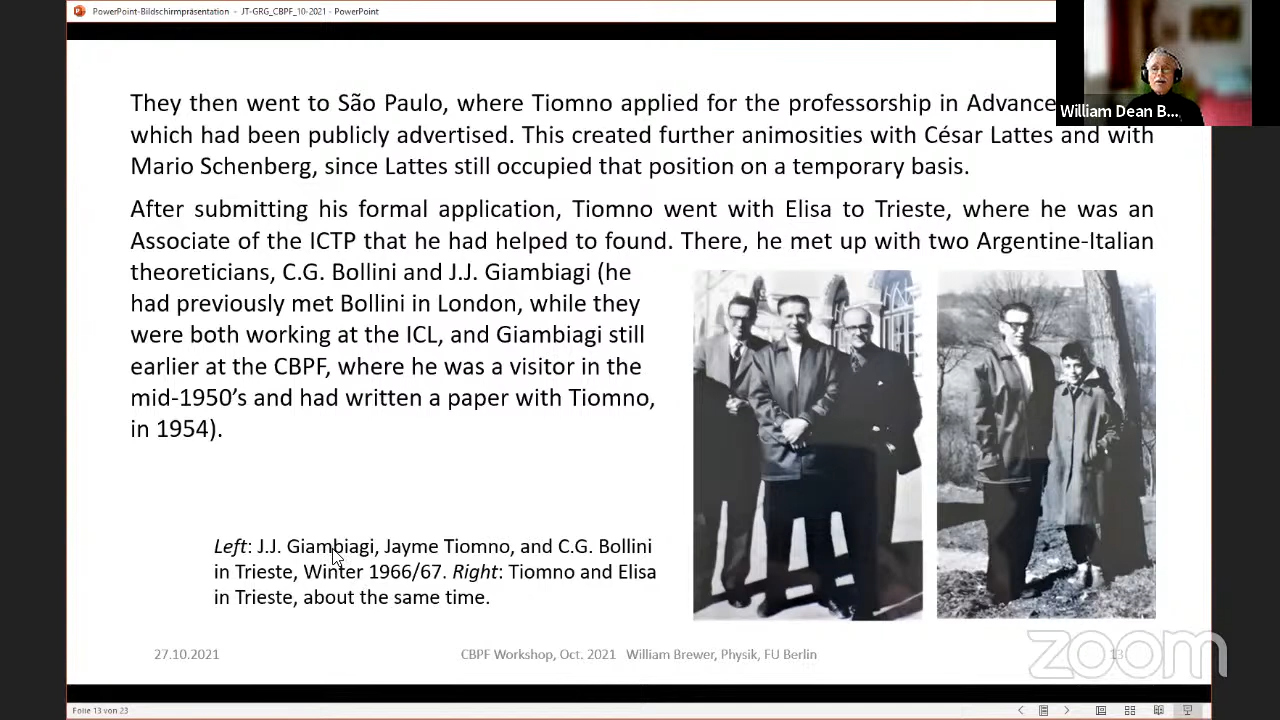 PowerPoint-Bildschirmpräsentation - JT-GRG_CBPF_10-2021 - PowerPoint
William Dean B...
They then went to São Paulo, where Tiomno applied for the professorship in Advance
which had been publicly advertised. This created further animosities with César Lattes and with
Mario Schenberg, since Lattes still occupied that position on a temporary basis.
After submitting his formal application, Tiomno went with Elisa to Trieste, where he was an
Associate of the ICTP that he had helped to found. There, he met up with two Argentine-Italian
theoreticians, C.G. Bollini and J.J. Giambiagi (he
had previously met Bollini in London, while they
were both working at the ICL, and Giambiagi still
earlier at the CBPF, where he was a visitor in the
mid-1950’s and had written a paper with Tiomno,
in 1954).
Left: J.J. Giambiagi, Jayme Tiomno, and C.G. Bollini
in Trieste, Winter 1966/67. Right: Tiomno and Elisa
in Trieste, about the same time.
27.10.2021
CBPF Workshop, Oct. 2021 William Brewer, Physik, FU Berlin
13
zoom
Folie 13 von 23